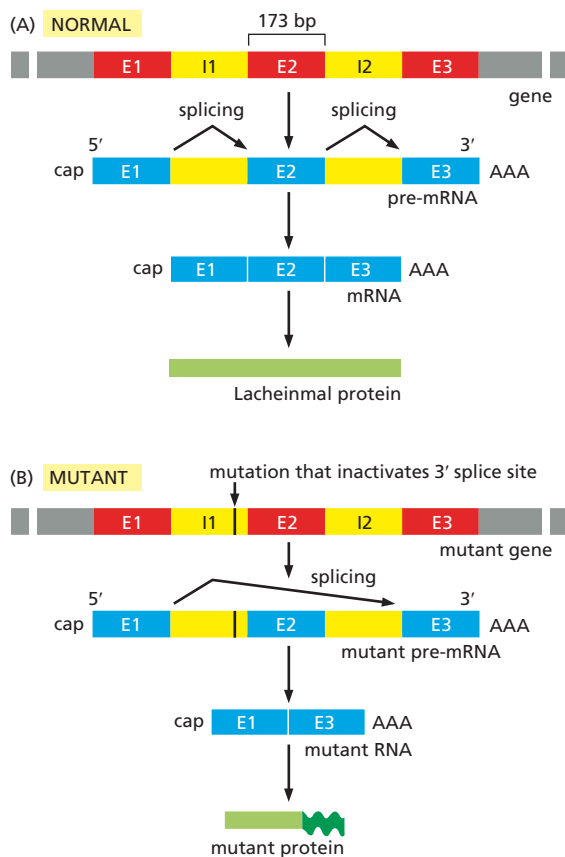 (A) NORMAL
173 bp
E1 I1 E2 I2 E3
gene
splicing splicing
5′ 3′
cap E1 E2 E3 AAA
pre-mRNA
cap E1 E2 E3 AAA
mRNA
Lacheinmal protein
(B) MUTANT
mutation that inactivates 3′ splice site
E1 I1 E2 I2 E3
mutant gene
splicing
5′ 3′
cap E1 E2 E3 AAA
mutant pre-mRNA
cap E1 E3 AAA
mutant RNA
mutant protein